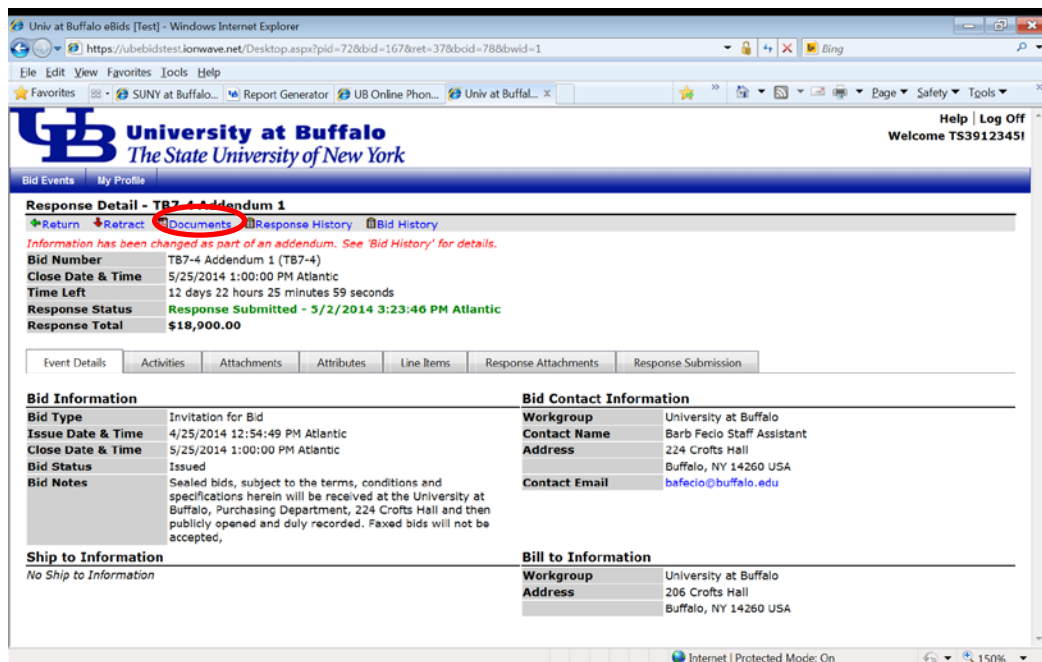 Univ at Buffalo eBids [Test] - Windows Internet Explorer
https://ubebidstest.ionwave.net/Desktop.aspx?pid=72&bid=167&ret=37&bcid=78&bwid=1
Bing
File Edit View Favorites Tools Help
Favorites SUNY at Buffalo... Report Generator UB Online Phon... Univ at Buffal... X Page Safety Tools
Help | Log Off
Welcome TS3912345!
UB University at Buffalo
The State University of New York
Bid Events My Profile
Response Detail - TB7-4 Addendum 1
Return Retract Documents Response History Bid History
Information has been changed as part of an addendum. See 'Bid History' for details.
Bid Number TB7-4 Addendum 1 (TB7-4)
Close Date & Time 5/25/2014 1:00:00 PM Atlantic
Time Left 12 days 22 hours 25 minutes 59 seconds
Response Status Response Submitted - 5/2/2014 3:23:46 PM Atlantic
Response Total $18,900.00
Event Details Activities Attachments Attributes Line Items Response Attachments Response Submission
Bid Information
Bid Type Invitation for Bid
Issue Date & Time 4/25/2014 12:54:49 PM Atlantic
Close Date & Time 5/25/2014 1:00:00 PM Atlantic
Bid Status Issued
Bid Notes Sealed bids, subject to the terms, conditions and
specifications herein will be received at the University at
Buffalo, Purchasing Department, 224 Crofts Hall and then
publicly opened and duly recorded. Faxed bids will not be
accepted,
Bid Contact Information
Workgroup University at Buffalo
Contact Name Barb Fecio Staff Assistant
Address 224 Crofts Hall
Buffalo, NY 14260 USA
Contact Email bafecio@buffalo.edu
Ship to Information
No Ship to Information
Bill to Information
Workgroup University at Buffalo
Address 206 Crofts Hall
Buffalo, NY 14260 USA
Internet | Protected Mode: On 150%